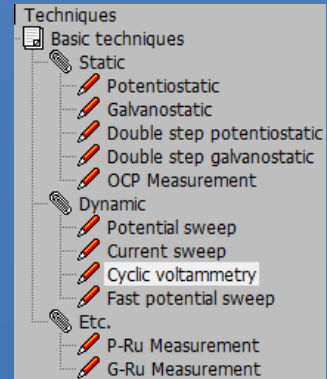 Techniques
Basic techniques
Static
Potentiostatic
Galvanostatic
Double step potentiostatic
Double step galvanostatic
OCP Measurement
Dynamic
Potential sweep
Current sweep
Cyclic voltammetry
Fast potential sweep
Etc.
P-Ru Measurement
G-Ru Measurement